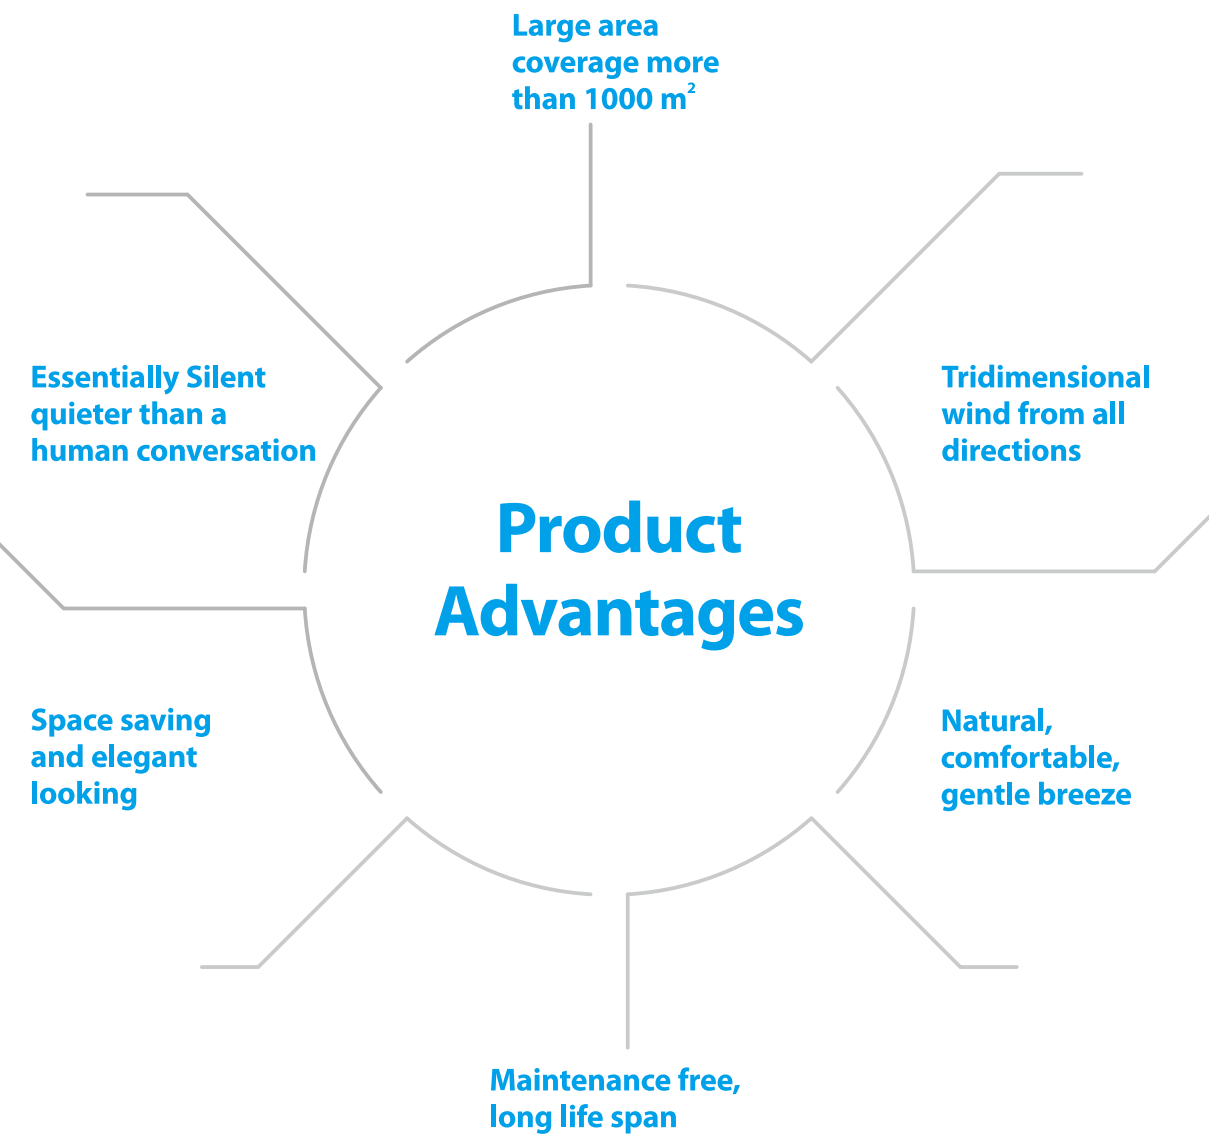 Large area
coverage more
than 1000 m²
Essentially Silent
quieter than a
human conversation
Tridimensional
wind from all
directions
Product
Advantages
Space saving
and elegant
looking
Natural,
comfortable,
gentle breeze
Maintenance free,
long life span